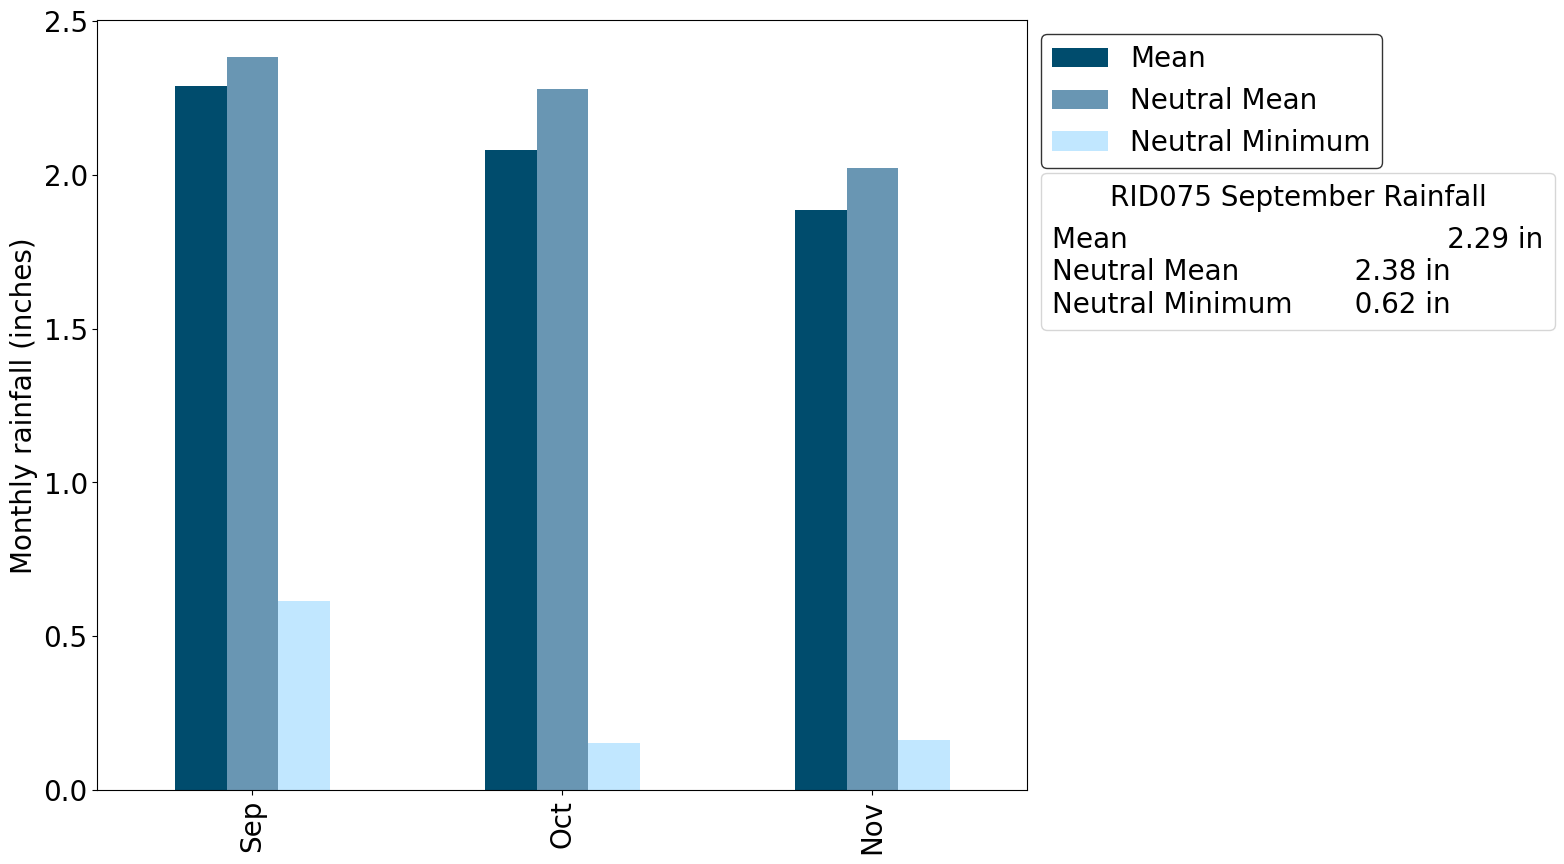 2.5
2.0
1.5
1.0
0.5
0.0
Monthly rainfall (inches)
Sep
Oct
Nov
Mean
Neutral Mean
Neutral Minimum
RID075 September Rainfall
Mean 2.29 in
Neutral Mean 2.38 in
Neutral Minimum 0.62 in